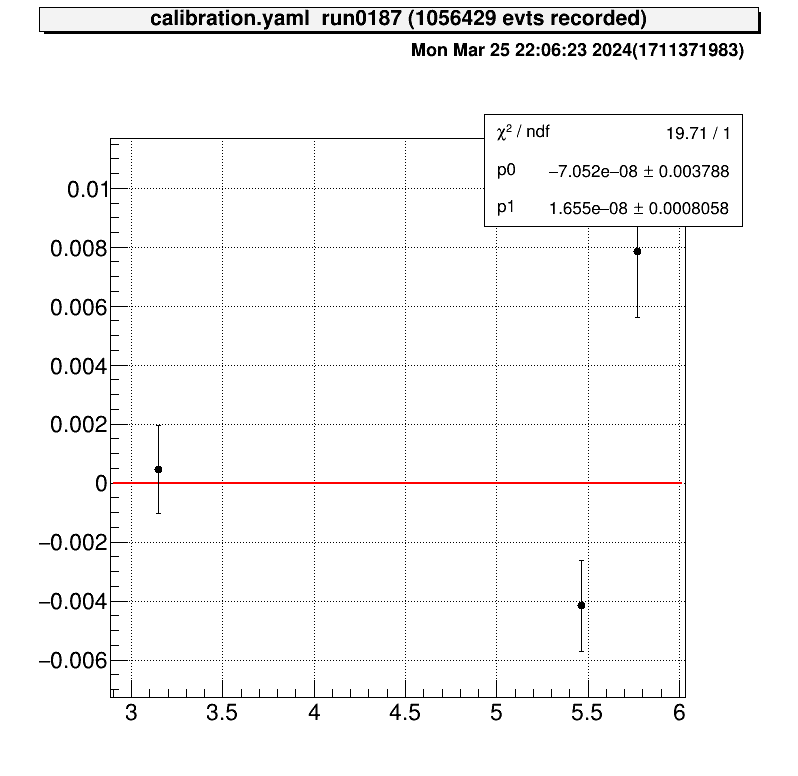 calibration.yaml  run0187 (1056429 evts recorded)
Mon Mar 25 22:06:23 2024(1711371983)
χ² / ndf 19.71 / 1
p0 −7.052e−08 ± 0.003788
p1 1.655e−08 ± 0.0008058
0.01
0.008
0.006
0.004
0.002
0
−0.002
−0.004
−0.006
3 3.5 4 4.5 5 5.5 6